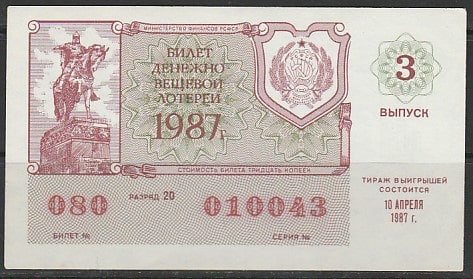 МИНИСТЕРСТВО ФИНАНСОВ РСФСР
БИЛЕТ
ДЕНЕЖНО
ВЕЩЕВОЙ
ЛОТЕРЕИ
1987г.
СТОИМОСТЬ БИЛЕТА ТРИДЦАТЬ КОПЕЕК
3
ВЫПУСК
080
РАЗРЯД 20
010043
БИЛЕТ №
СЕРИЯ №
ТИРАЖ ВЫИГРЫШЕЙ
СОСТОИТСЯ
10 АПРЕЛЯ
1987 г.